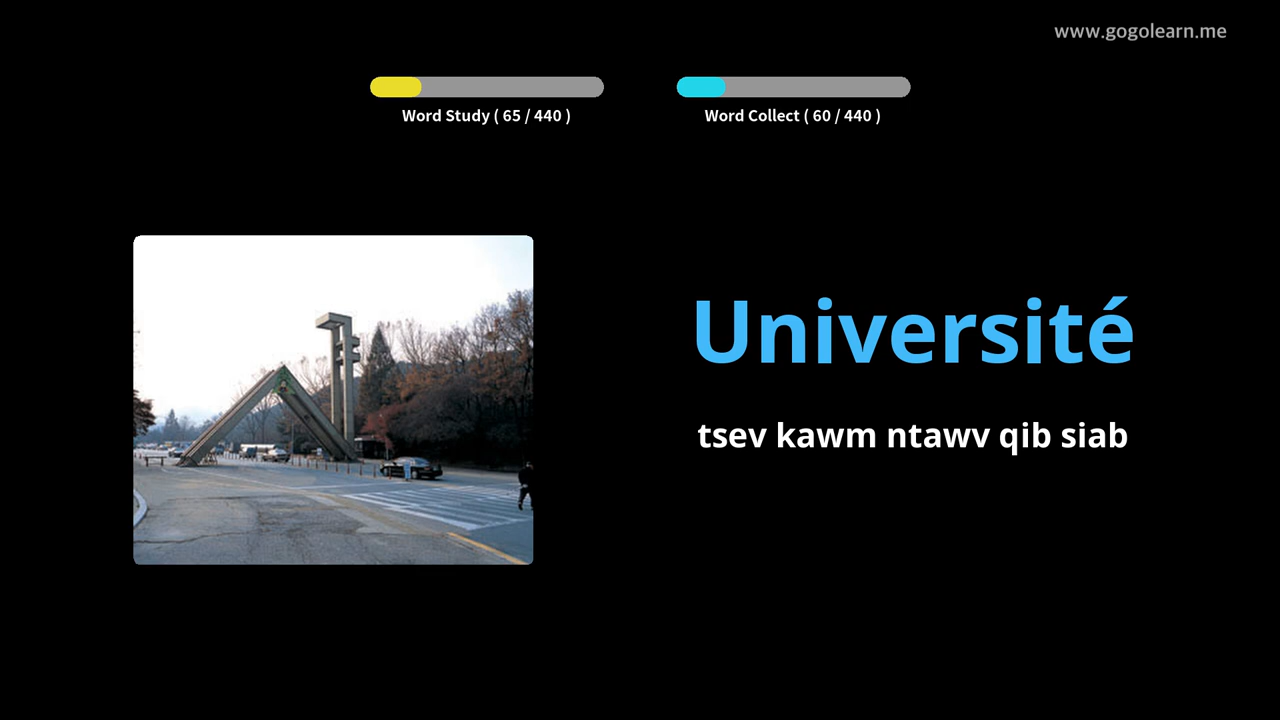 www.gogolearn.me
Word Study ( 65 / 440 )
Word Collect ( 60 / 440 )
Université
tsev kawm ntawv qib siab